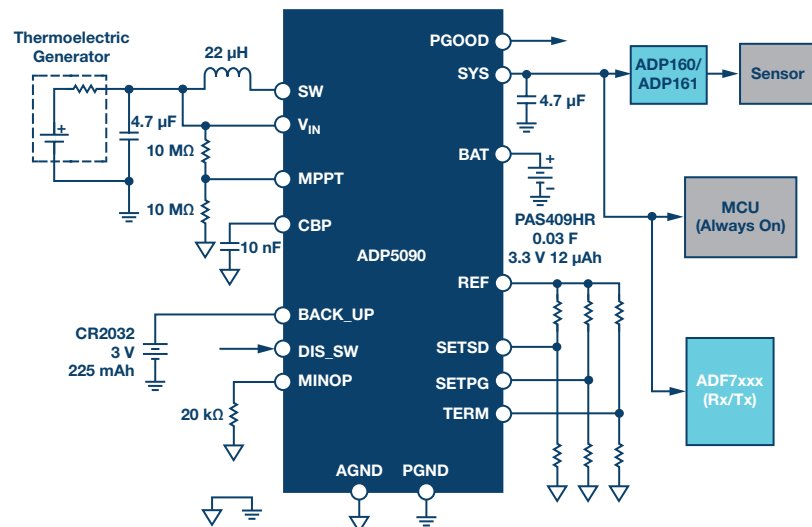 Thermoelectric
Generator
22 µH
4.7 µF
10 MΩ
10 MΩ
10 nF
CR2032
3 V
225 mAh
20 kΩ
SW
VIN
MPPT
CBP
BACK_UP
DIS_SW
MINOP
ADP5090
AGND
PGND
PGOOD
SYS
BAT
REF
SETSD
SETPG
TERM
4.7 µF
+
+
–
PAS409HR
0.03 F
3.3 V 12 µAh
ADP160/
ADP161
Sensor
MCU
(Always On)
ADF7xxx
(Rx/Tx)